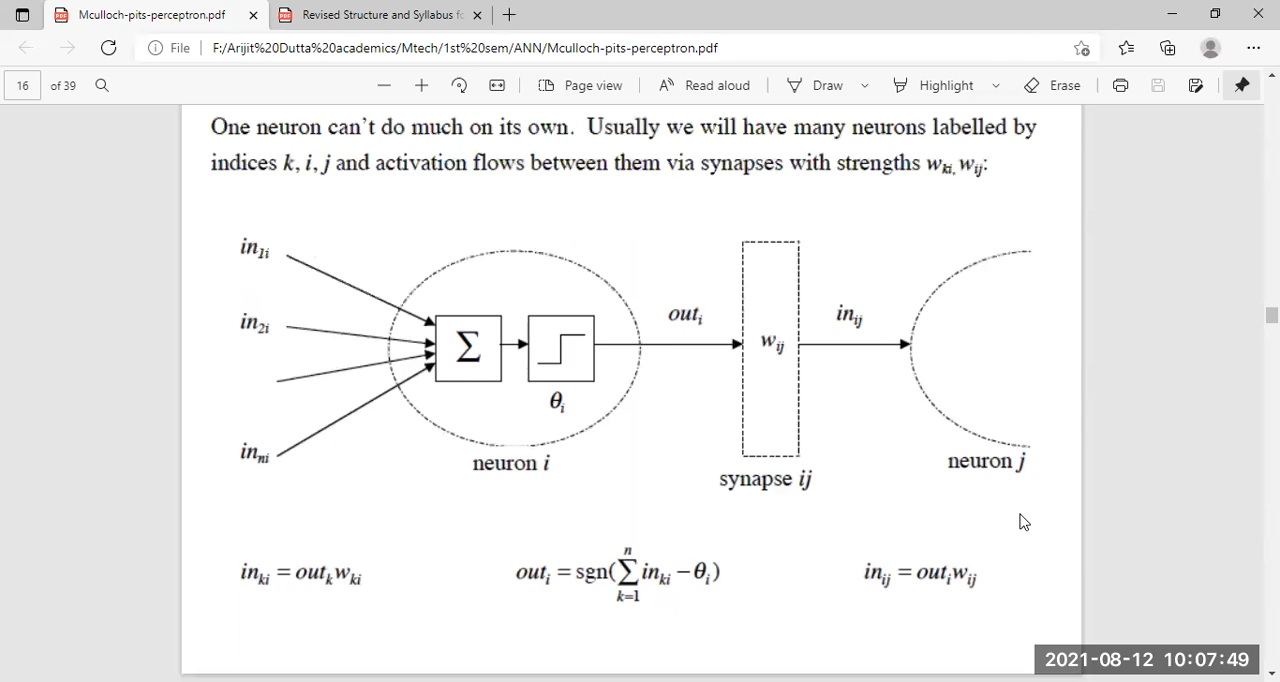 Mculloch-pits-perceptron.pdf
Revised Structure and Syllabus fo
File F:/Arijit%20Dutta%20academics/Mtech/1st%20sem/ANN/Mculloch-pits-perceptron.pdf
16 of 39 Page view Read aloud Draw Highlight Erase
One neuron can't do much on its own. Usually we will have many neurons labelled by
indices k, i, j and activation flows between them via synapses with strengths wki, wij:
in1i
in2i
inni
Σ
θi
neuron i
outi
wij
synapse ij
inij
neuron j
inki = outkwki
outi = sgn(∑k=1n inki − θi)
inij = outiwij
2021-08-12 10:07:49